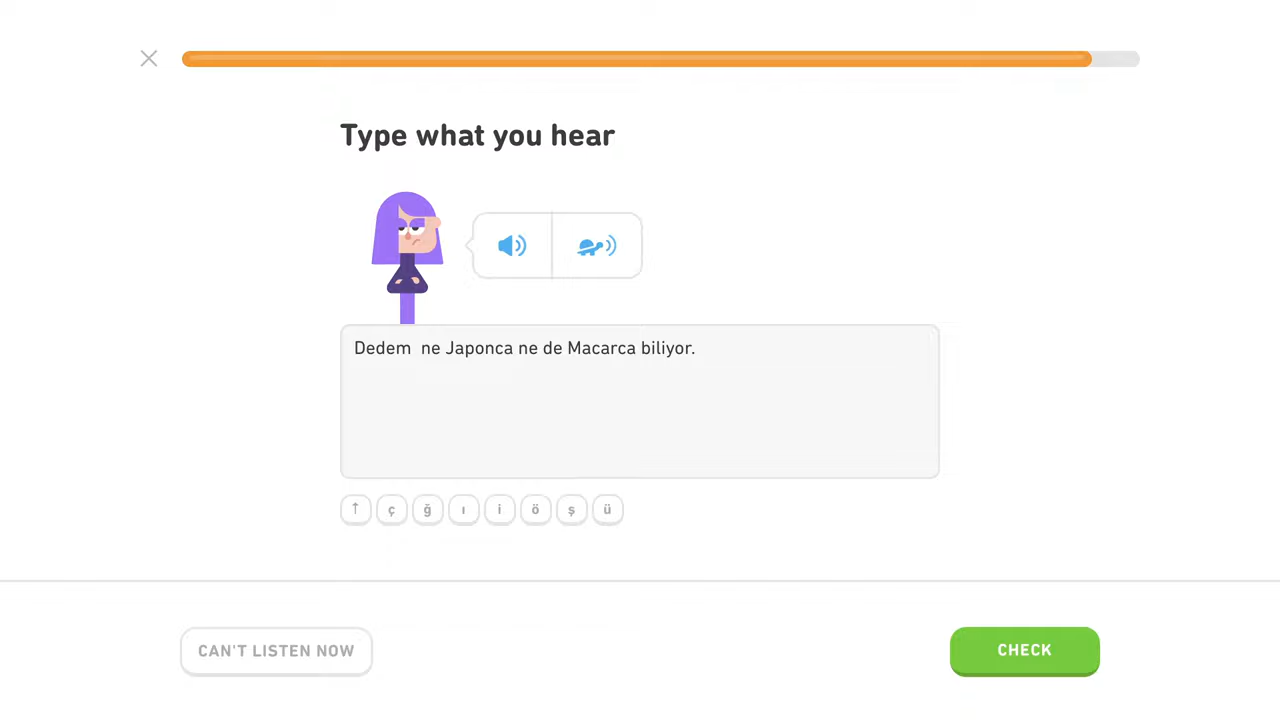 Type what you hear
Dedem  ne Japonca ne de Macarca biliyor.
↑ ç ğ ı i ö ş ü
CAN'T LISTEN NOW
CHECK